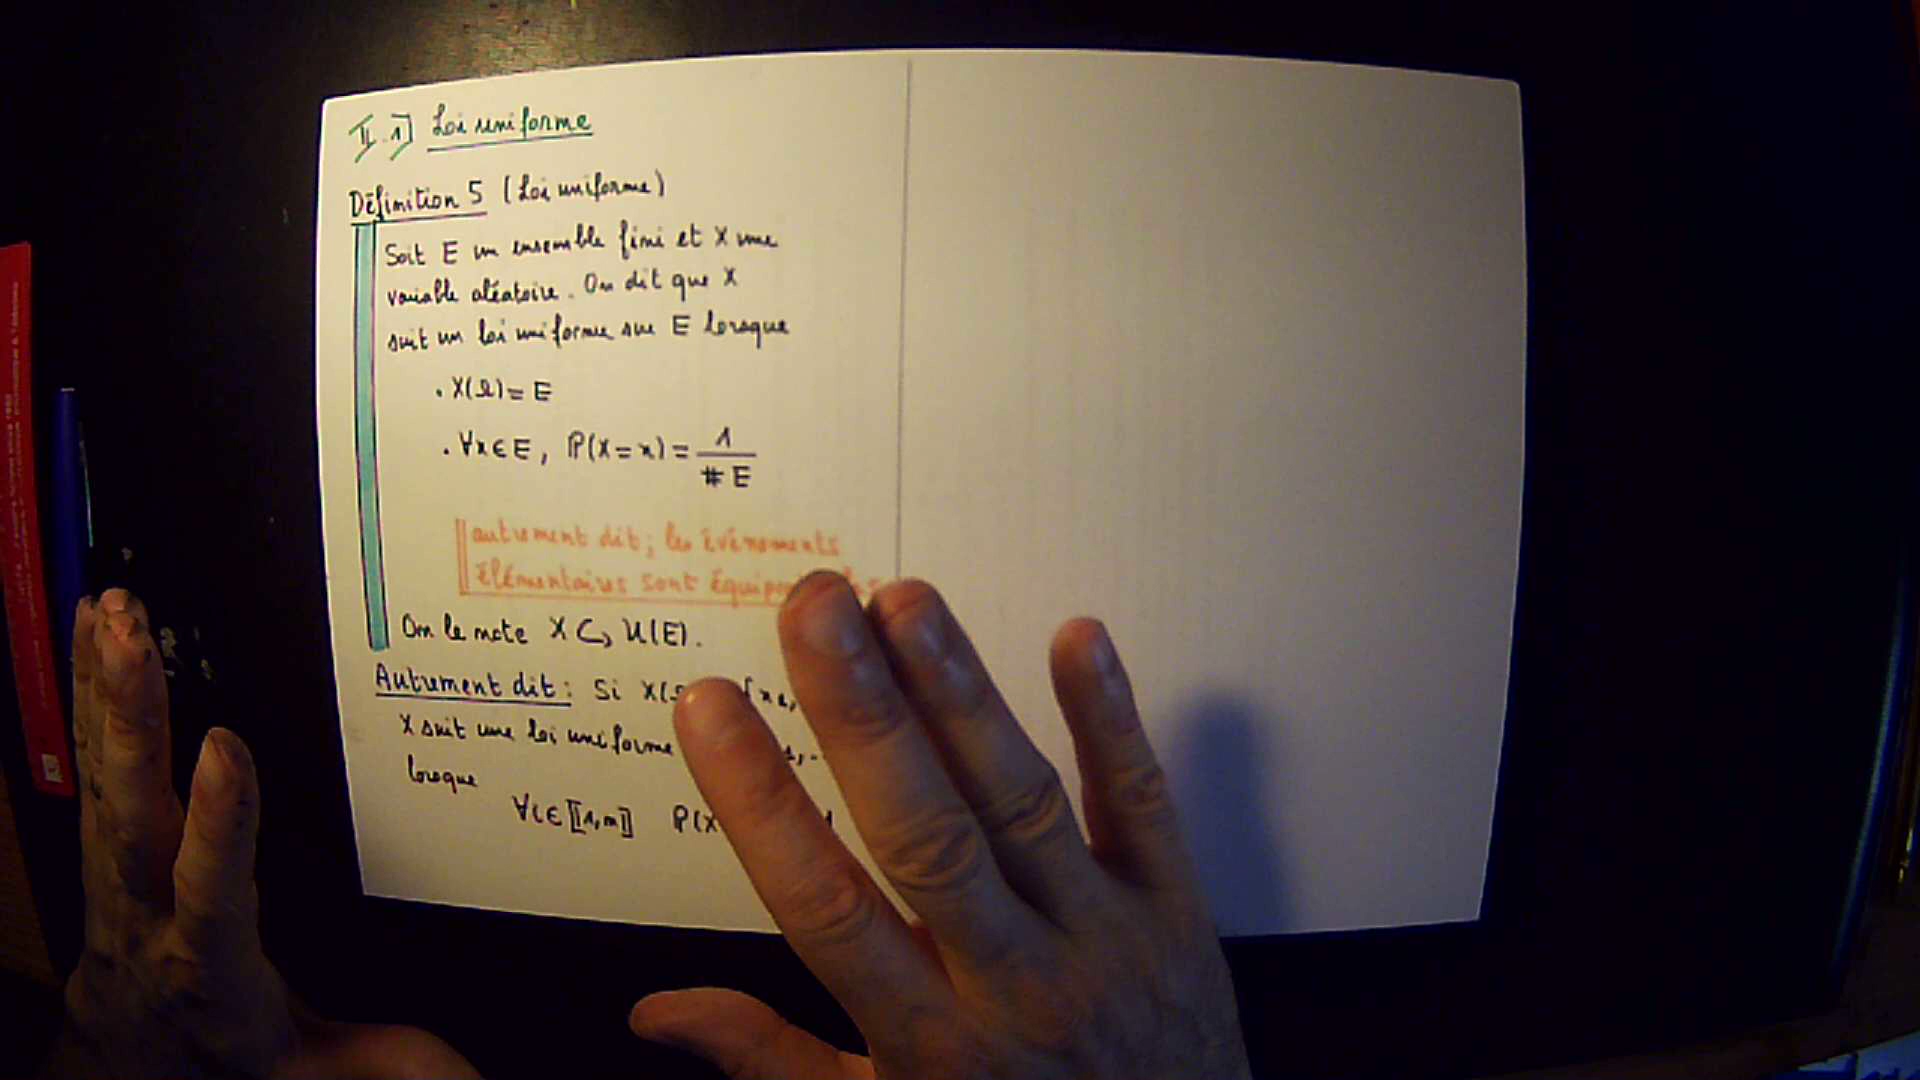 II.1] Loi uniforme
Définition 5 (Loi uniforme)
Soit E un ensemble fini et X une
variable aléatoire. On dit que X
suit un loi uniforme sur E lorsque
. X(Ω) = E
. ∀x ∈ E, P(X = x) = 1 / # E
autrement dit; les évènements
élémentaires sont
On le note X ↪ U(E).
Autrement dit : Si
X suit une loi uniforme
lorsque
∀i ∈ ⟦1,n⟧ P(X 1